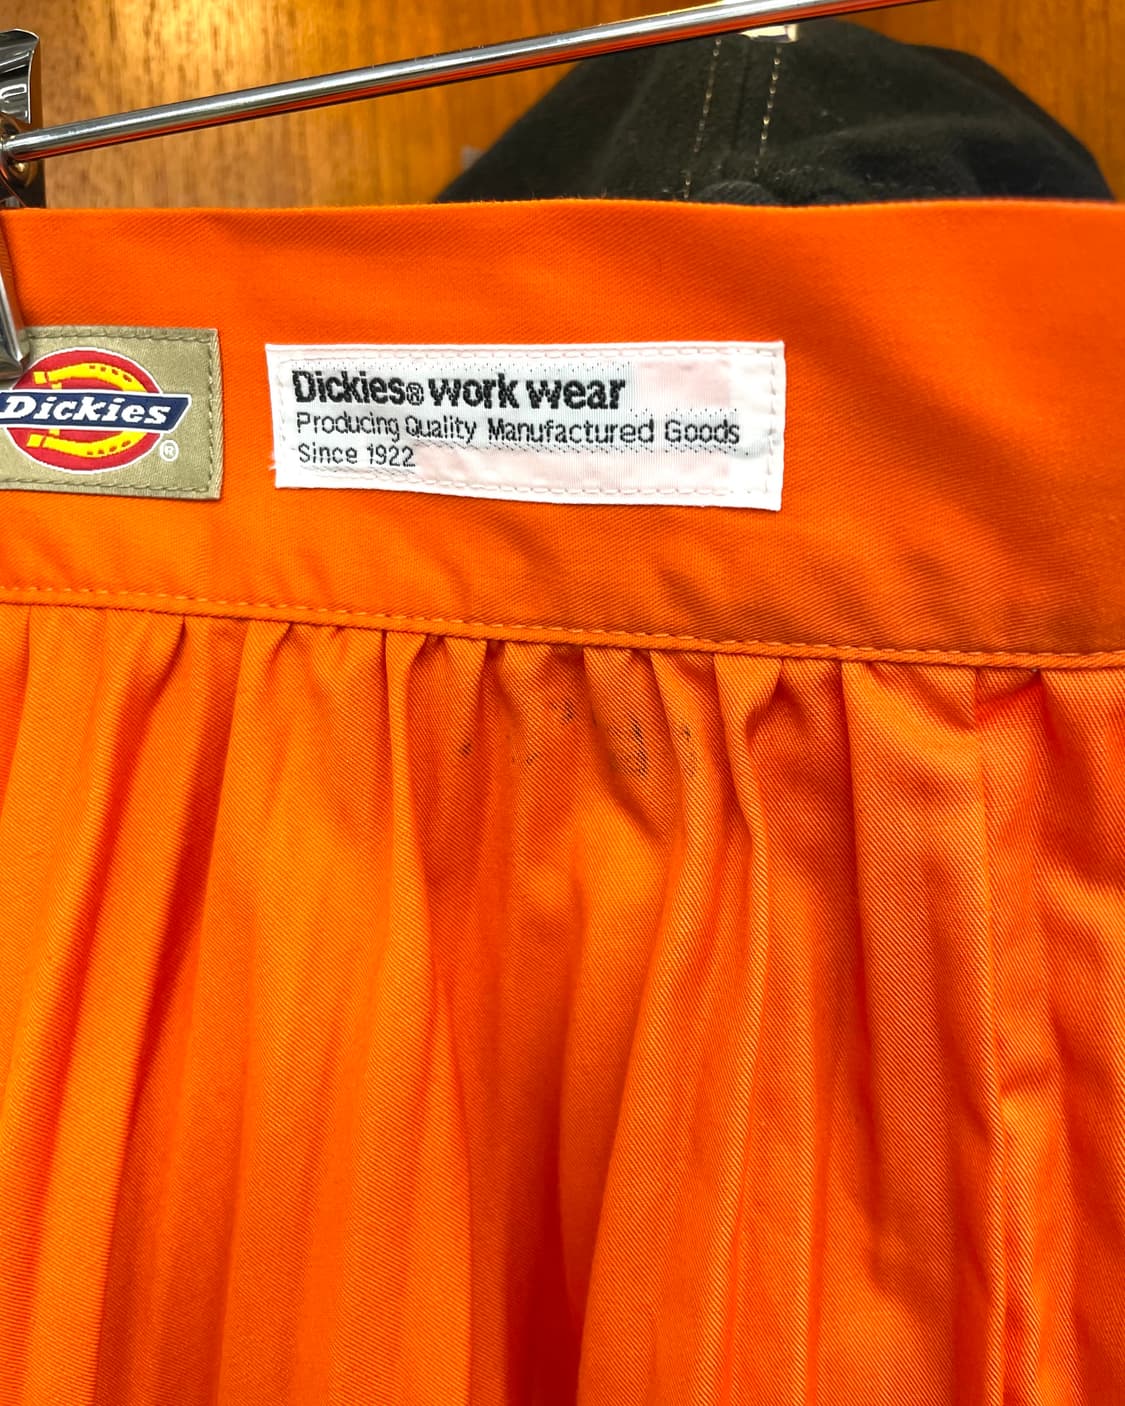 Dickies
®
Dickies® work wear
Producing Quality Manufactured Goods
Since 1922